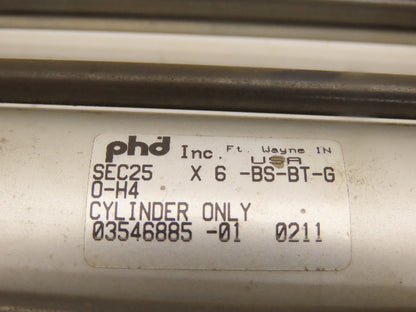 phd Inc. Ft. Wayne IN
USA
SEC25 X 6 -BS-BT-G
O-H4
CYLINDER ONLY
03546885 -01 0211